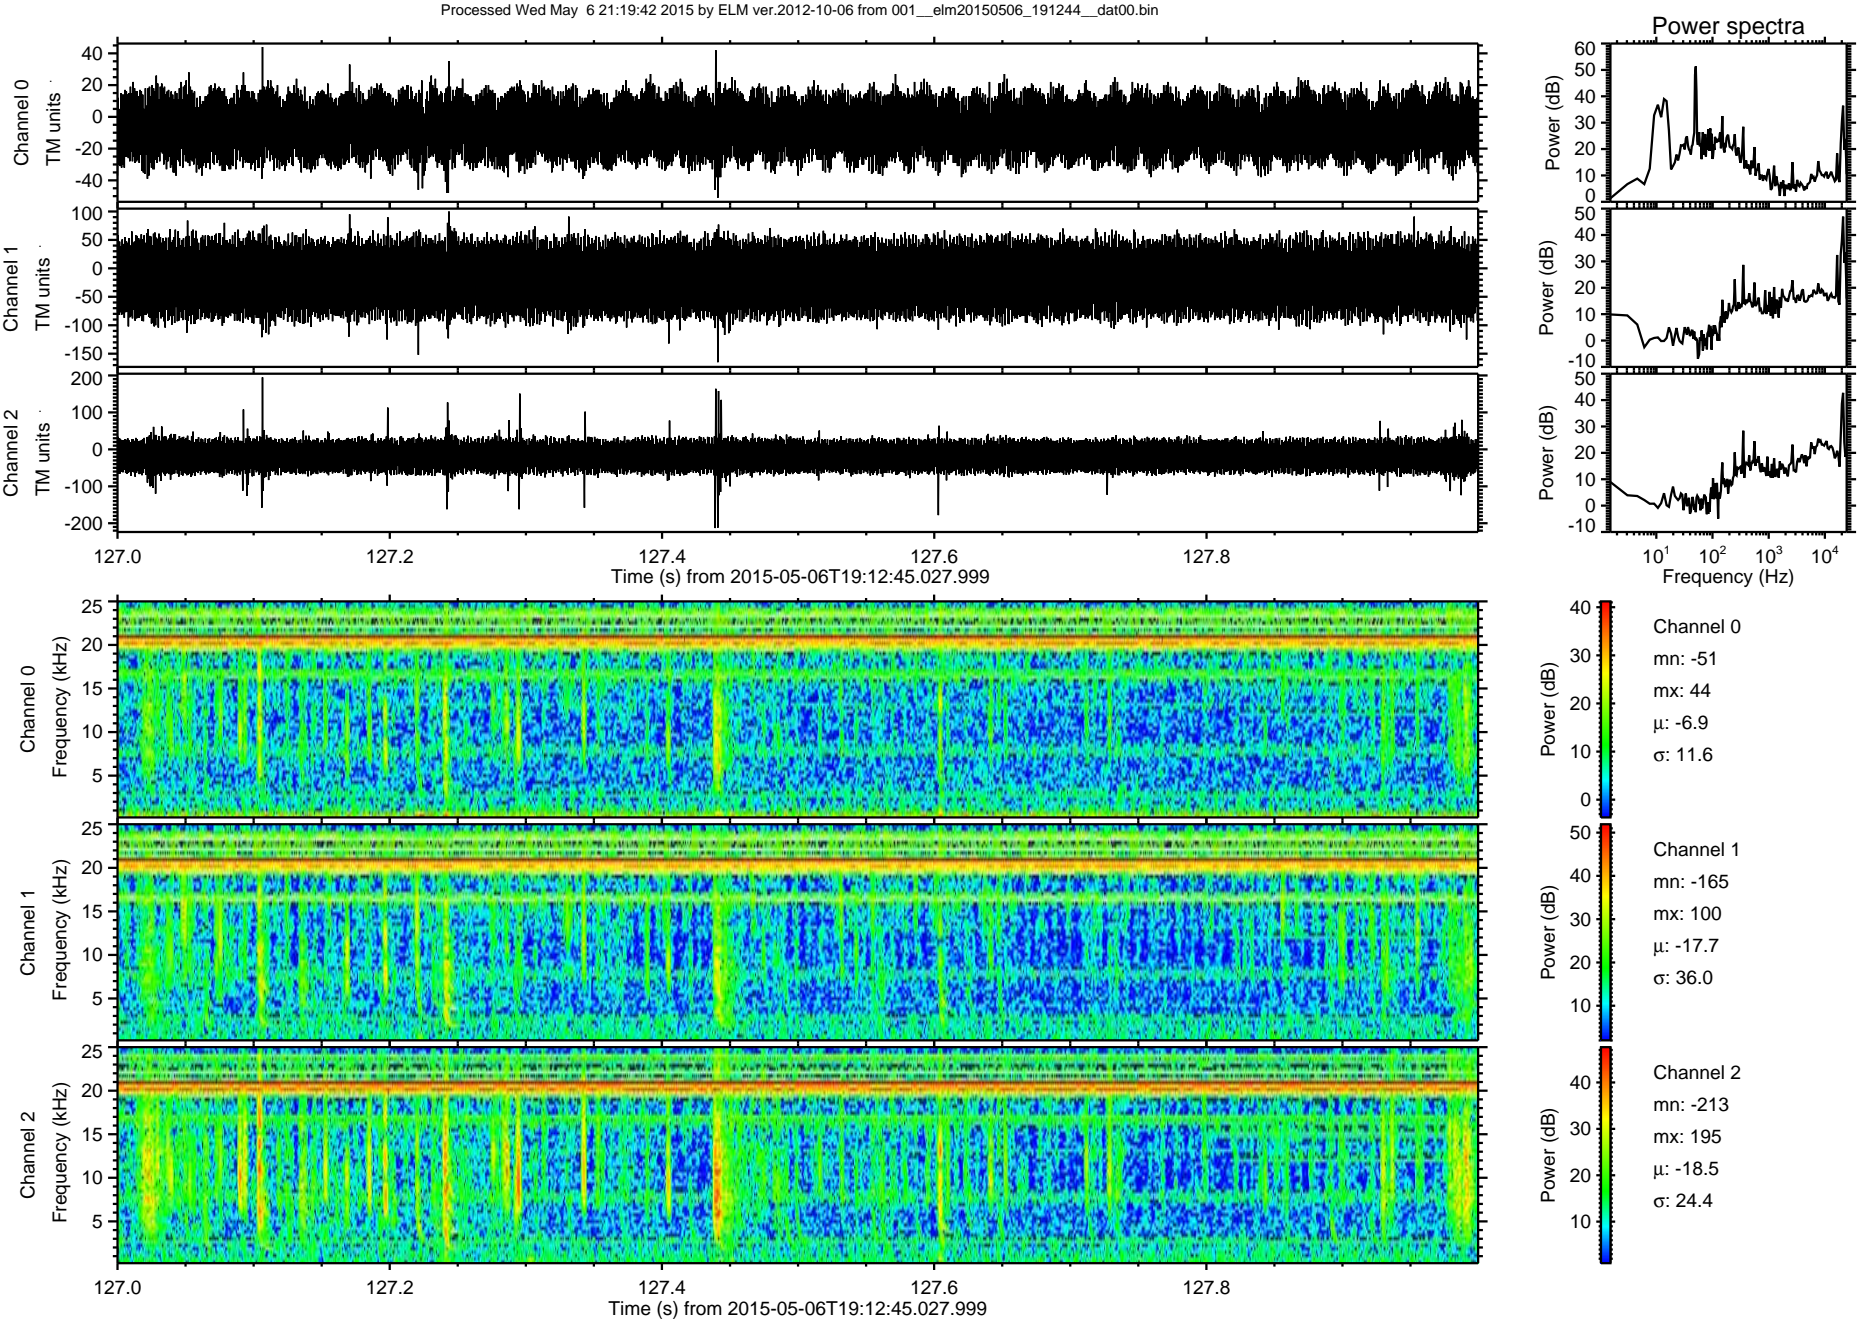 Processed Wed May  6 21:19:42 2015 by ELM ver.2012-10-06 from 001__elm20150506_191244__dat00.bin
Power spectra
Channel 0
TM units
40
20
0
-20
-40
Power (dB)
60
50
40
30
20
10
0
Channel 1
TM units
100
50
0
-50
-100
-150
Power (dB)
50
40
30
20
10
0
-10
Channel 2
TM units
200
100
0
-100
-200
Power (dB)
50
40
30
20
10
0
-10
127.0 127.2 127.4 127.6 127.8
Time (s) from 2015-05-06T19:12:45.027.999
10¹ 10² 10³ 10⁴
Frequency (Hz)
Channel 0
Frequency (kHz)
25
20
15
10
5
Power (dB)
40
30
20
10
0
Channel 0
mn: -51
mx: 44
μ: -6.9
σ: 11.6
Channel 1
Frequency (kHz)
25
20
15
10
5
Power (dB)
50
40
30
20
10
Channel 1
mn: -165
mx: 100
μ: -17.7
σ: 36.0
Channel 2
Frequency (kHz)
25
20
15
10
5
Power (dB)
40
30
20
10
Channel 2
mn: -213
mx: 195
μ: -18.5
σ: 24.4
127.0 127.2 127.4 127.6 127.8
Time (s) from 2015-05-06T19:12:45.027.999